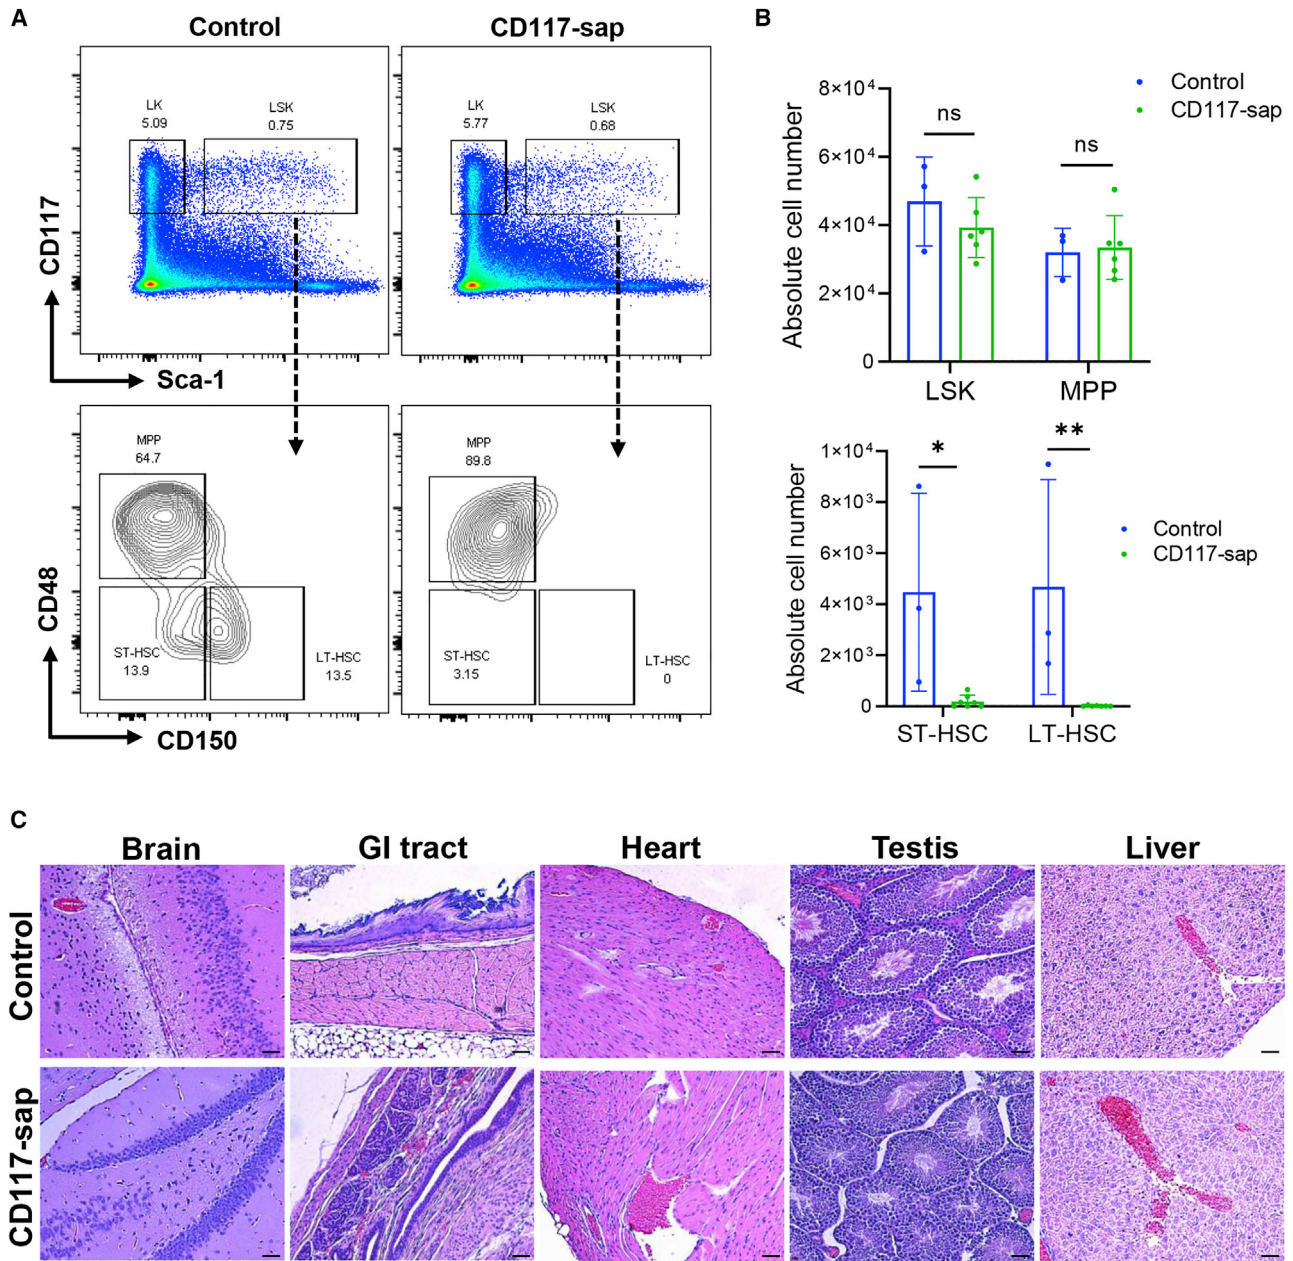 A
Control
CD117-sap
LK
5.09
LSK
0.75
LK
5.77
LSK
0.68
CD117
Sca-1
MPP
64.7
ST-HSC
13.9
LT-HSC
13.5
MPP
89.8
ST-HSC
3.15
LT-HSC
0
CD48
CD150
B
Absolute cell number
8×10⁴
6×10⁴
4×10⁴
2×10⁴
0
ns
ns
LSK
MPP
Control
CD117-sap
Absolute cell number
1×10⁴
8×10³
6×10³
4×10³
2×10³
0
*
**
ST-HSC
LT-HSC
Control
CD117-sap
C
Brain
GI tract
Heart
Testis
Liver
Control
CD117-sap